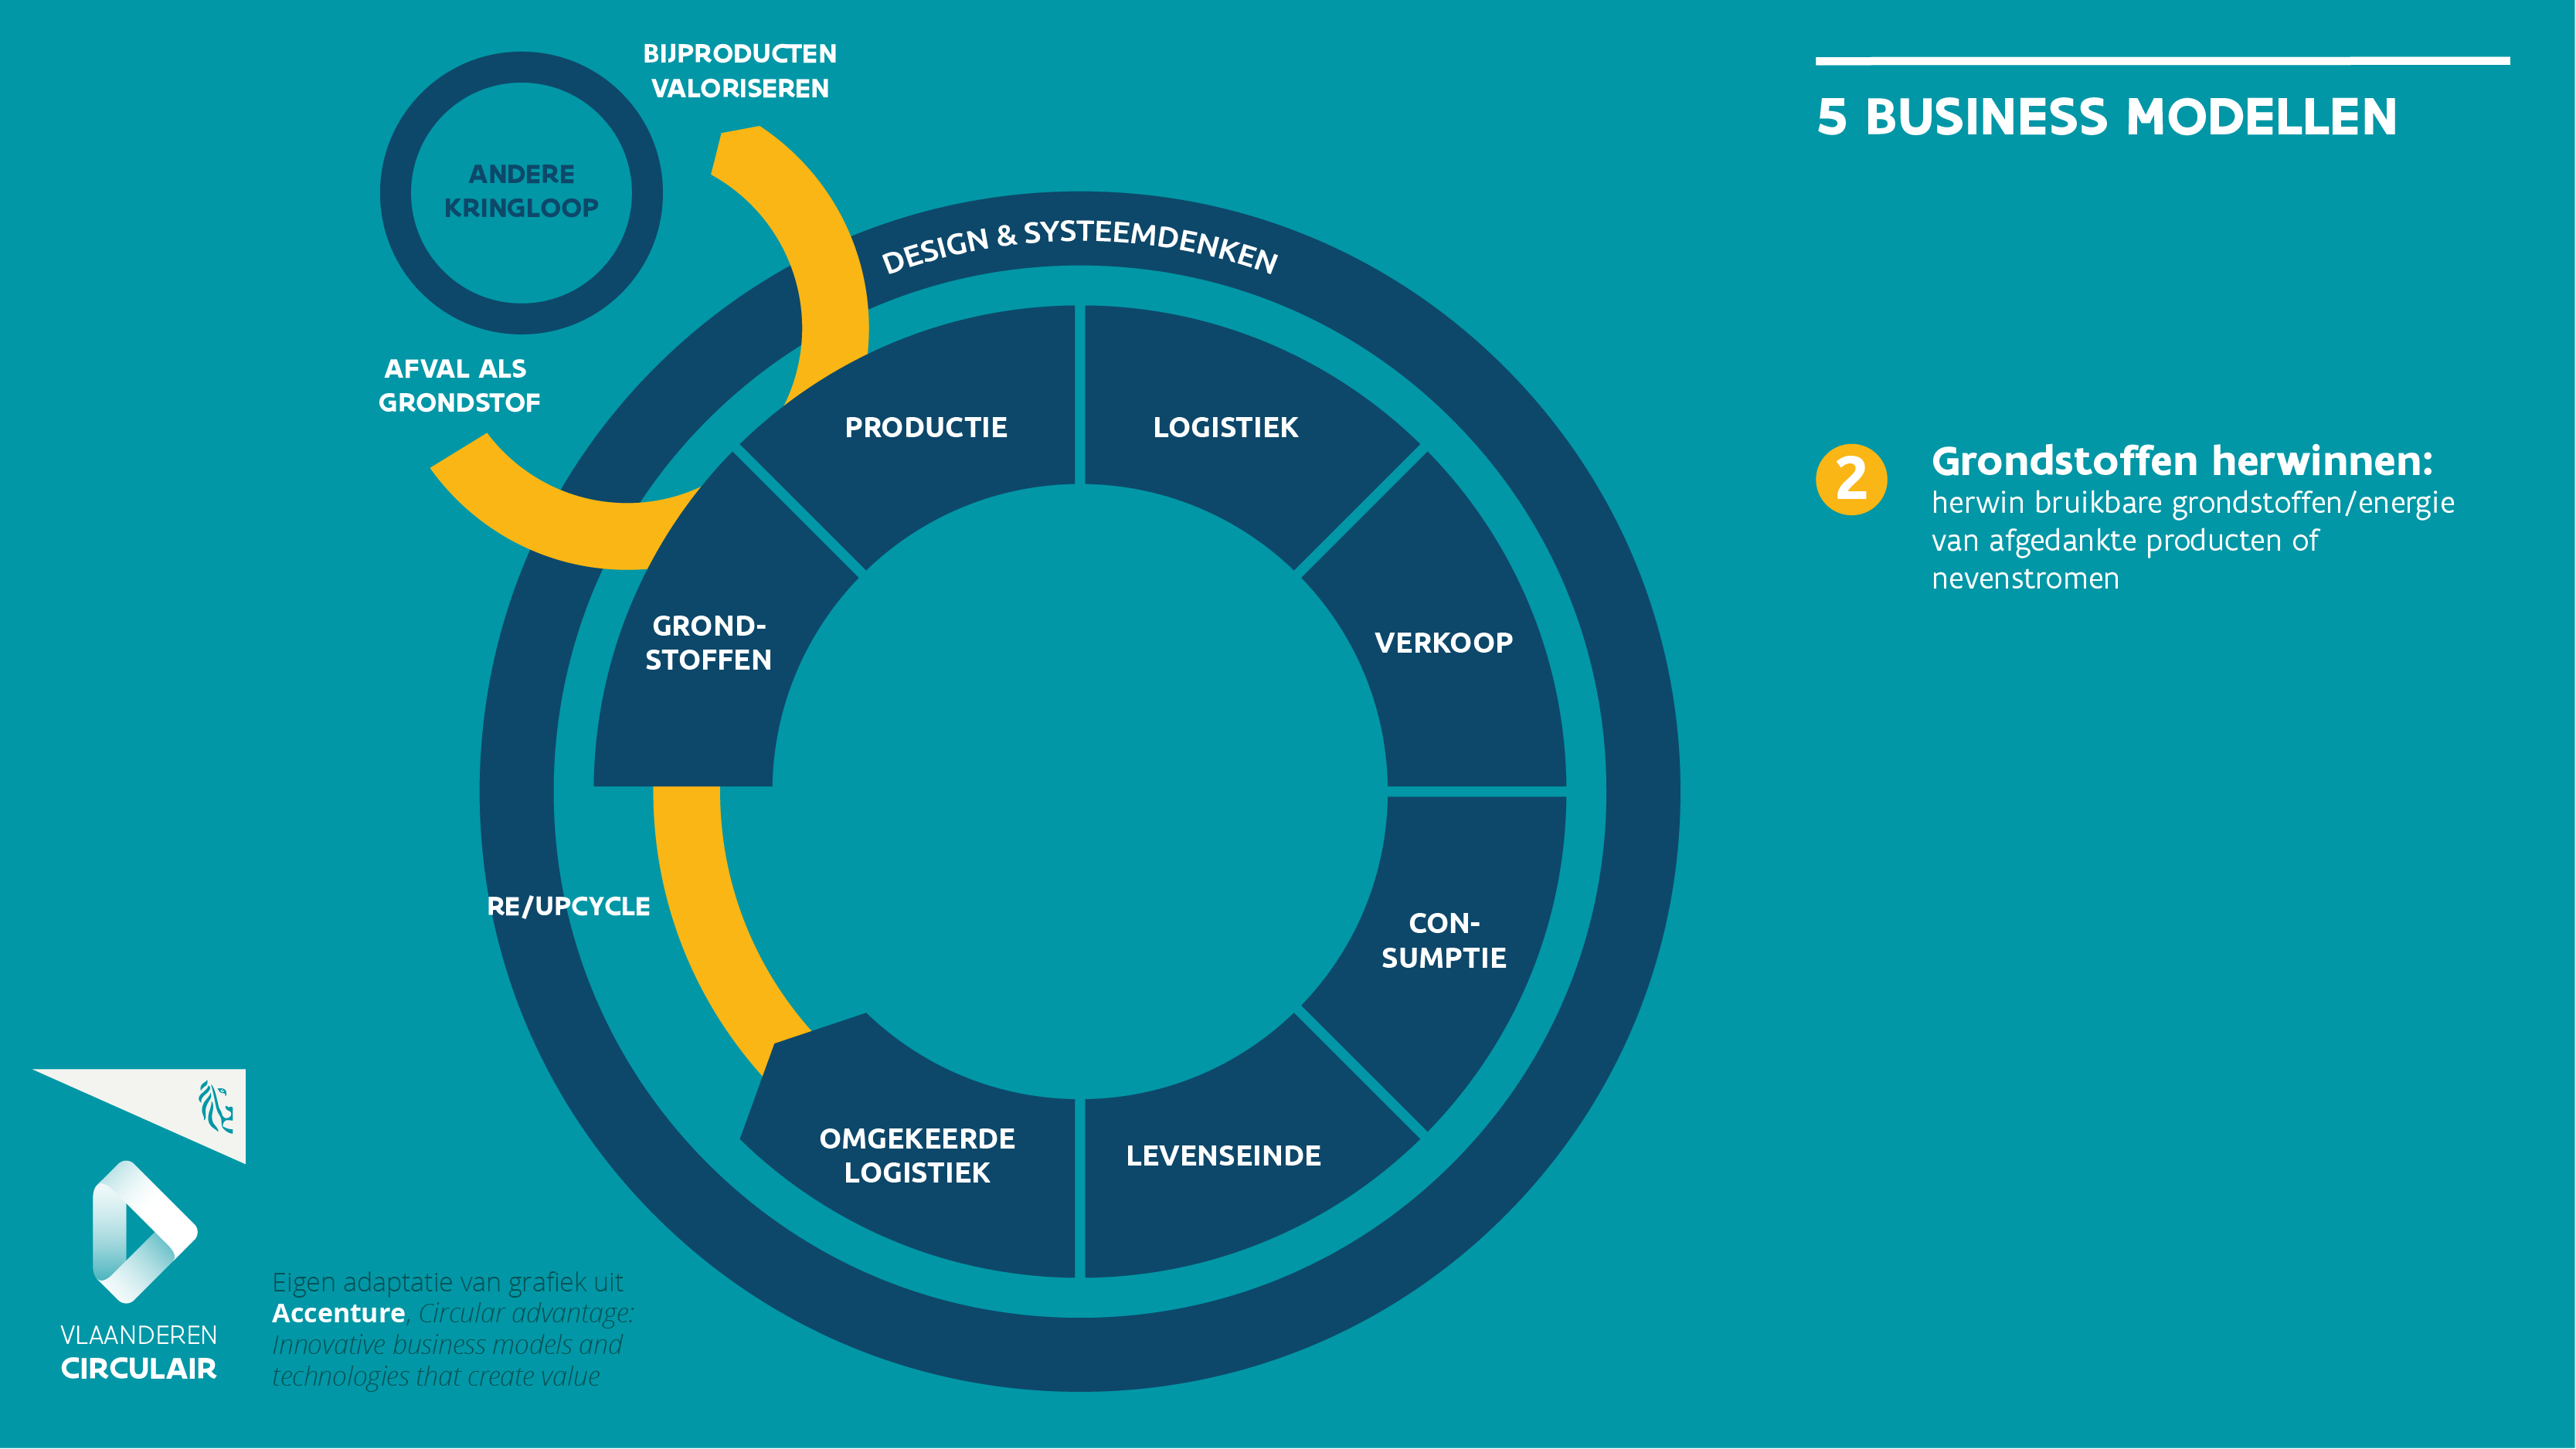 BIJPRODUCTEN
VALORISEREN
ANDERE
KRINGLOOP
AFVAL ALS
GRONDSTOF
DESIGN & SYSTEEMDENKEN
PRODUCTIE
LOGISTIEK
GROND-
STOFFEN
VERKOOP
RE/UPCYCLE
CON-
SUMPTIE
OMGEKEERDE
LOGISTIEK
LEVENSEINDE
5 BUSINESS MODELLEN
2
Grondstoffen herwinnen:
herwin bruikbare grondstoffen/energie
van afgedankte producten of
nevenstromen
VLAANDEREN
CIRCULAIR
Eigen adaptatie van grafiek uit
Accenture, Circular advantage:
Innovative business models and
technologies that create value